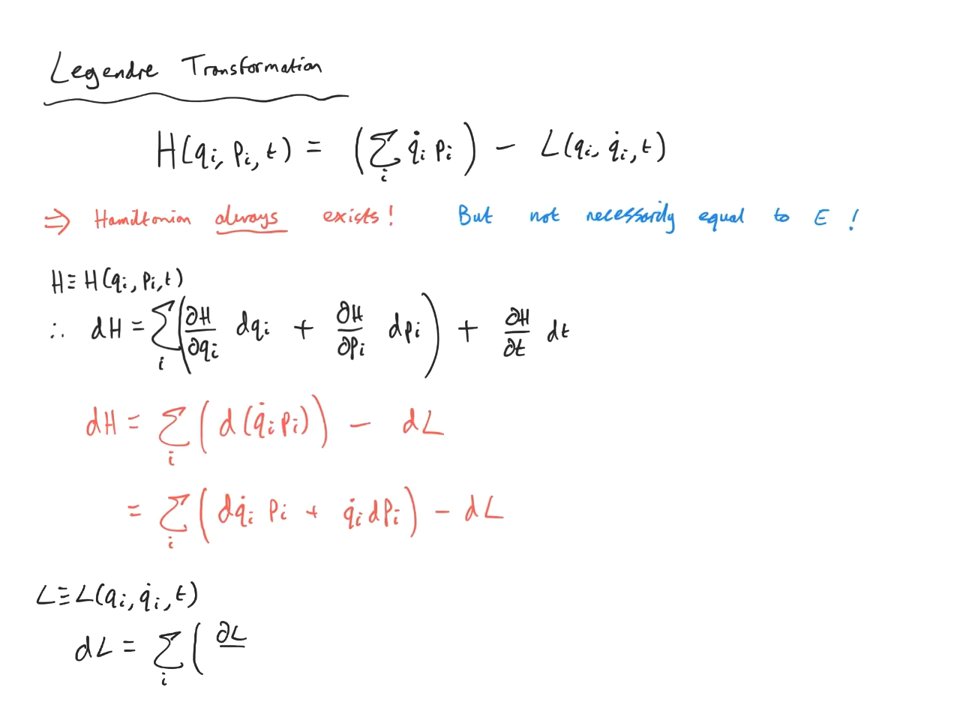 Legendre Transformation
H(qᵢ, pᵢ, t) = (∑ᵢ q̇ᵢ pᵢ) − L(qᵢ, q̇ᵢ, t)
⇒ Hamiltonian always exists! But not necessarily equal to E !
H ≡ H(qᵢ, pᵢ, t)
∴ dH = ∑ᵢ (∂H/∂qᵢ dqᵢ + ∂H/∂pᵢ dpᵢ) + ∂H/∂t dt
dH = ∑ᵢ (d(q̇ᵢ pᵢ)) − dL
= ∑ᵢ (dq̇ᵢ pᵢ + q̇ᵢ dpᵢ) − dL
L ≡ L(qᵢ, q̇ᵢ, t)
dL = ∑ᵢ ( ∂L